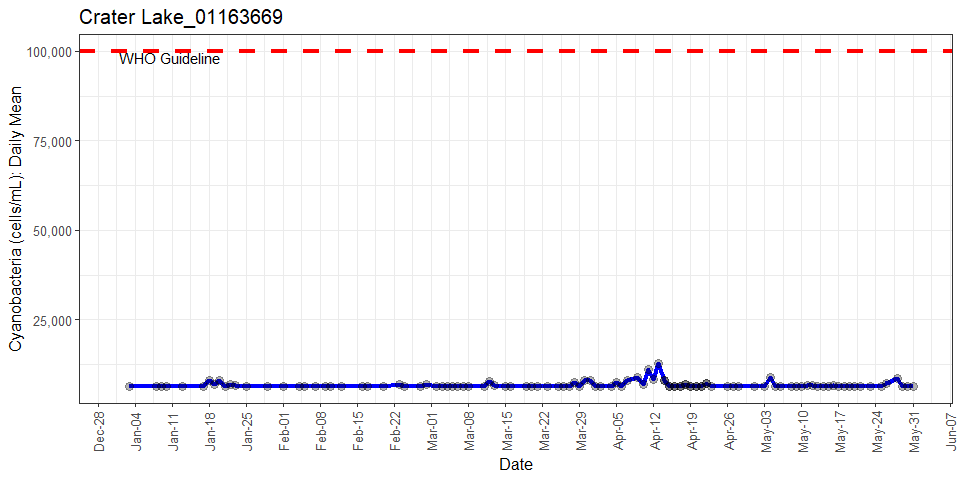 Crater Lake_01163669
100,000
WHO Guideline
75,000
50,000
25,000
Cyanobacteria (cells/mL): Daily Mean
Dec-28
Jan-04
Jan-11
Jan-18
Jan-25
Feb-01
Feb-08
Feb-15
Feb-22
Mar-01
Mar-08
Mar-15
Mar-22
Mar-29
Apr-05
Apr-12
Apr-19
Apr-26
May-03
May-10
May-17
May-24
May-31
Jun-07
Date